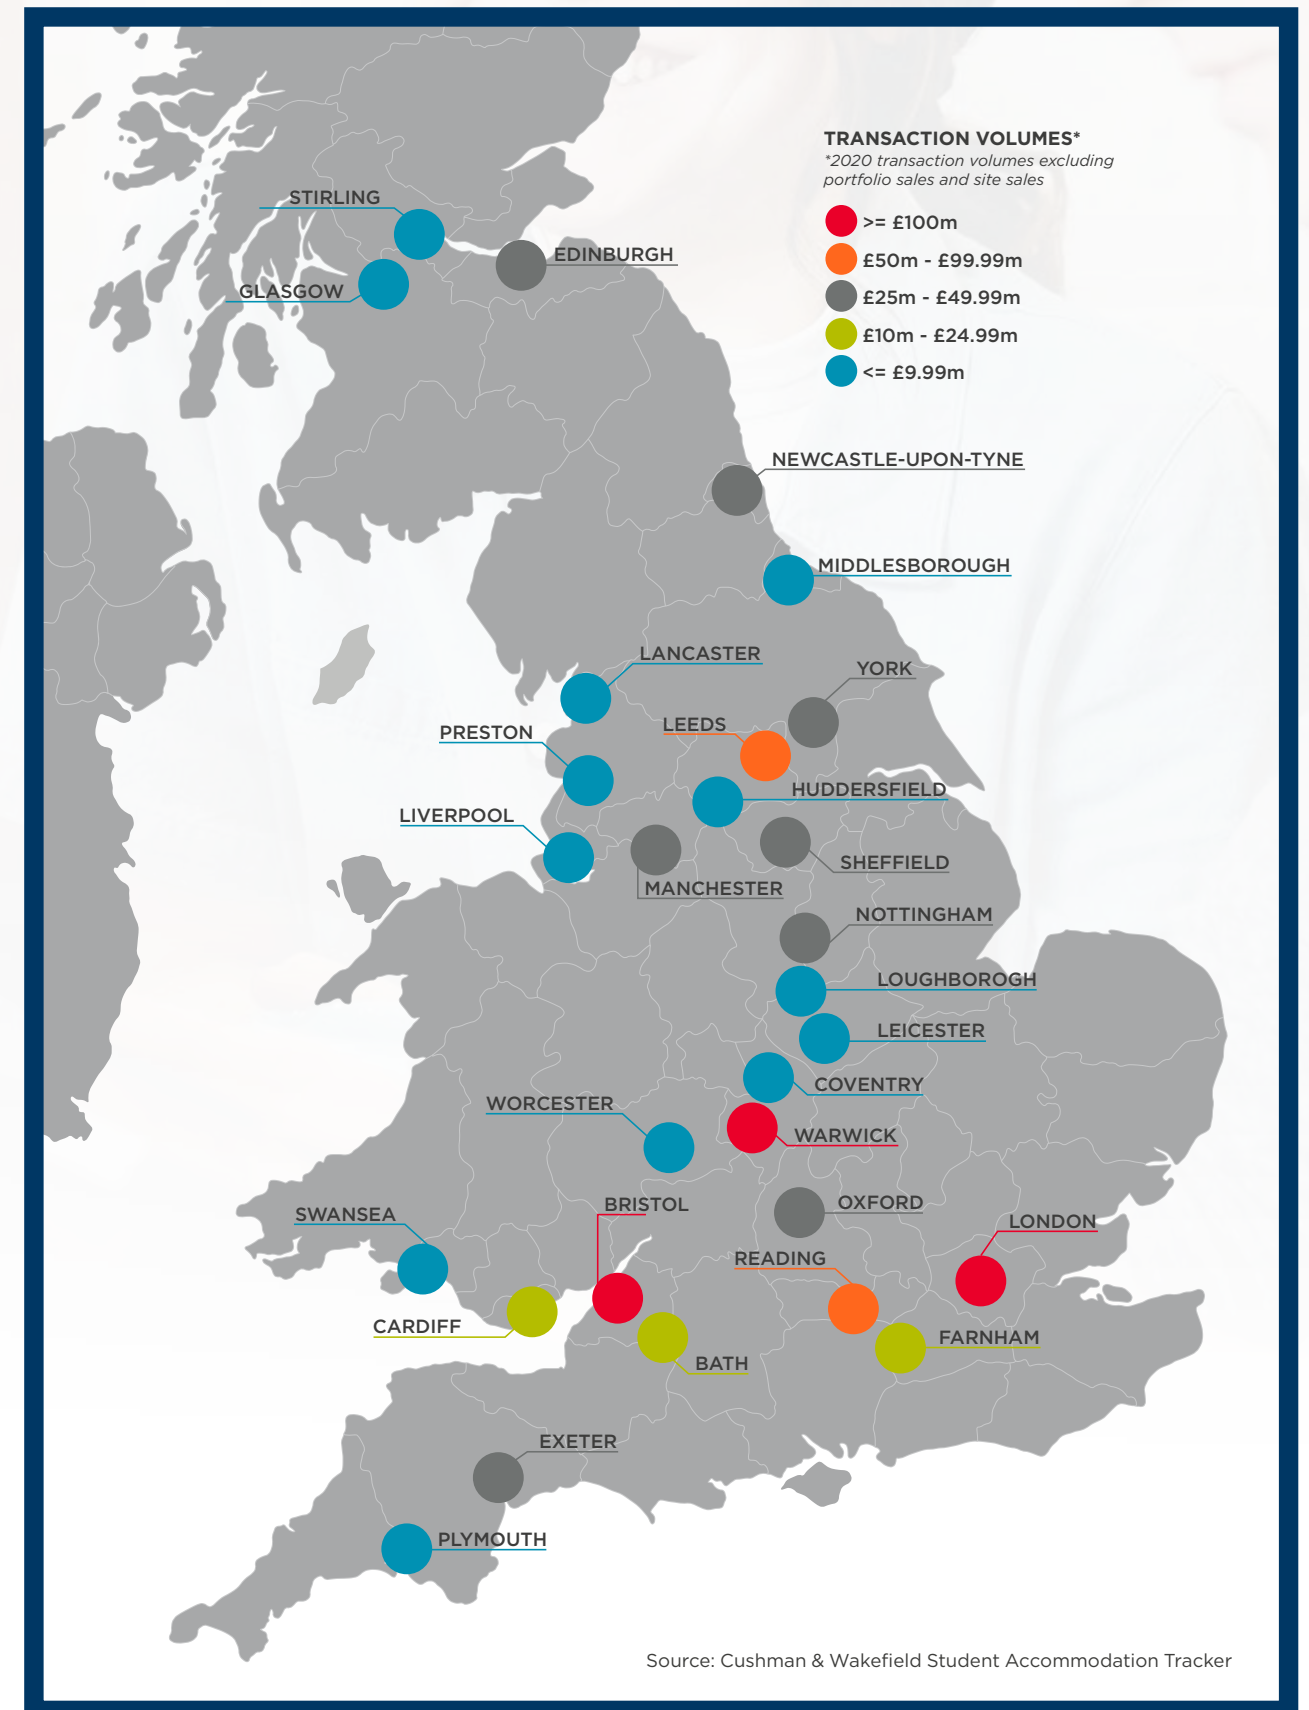 TRANSACTION VOLUMES*
*2020 transaction volumes excluding
portfolio sales and site sales
>= £100m
£50m - £99.99m
£25m - £49.99m
£10m - £24.99m
<= £9.99m
STIRLING
EDINBURGH
GLASGOW
NEWCASTLE-UPON-TYNE
MIDDLESBOROUGH
LANCASTER
YORK
LEEDS
PRESTON
HUDDERSFIELD
LIVERPOOL
SHEFFIELD
MANCHESTER
NOTTINGHAM
LOUGHBOROGH
LEICESTER
COVENTRY
WORCESTER
WARWICK
OXFORD
BRISTOL
SWANSEA
LONDON
READING
CARDIFF
FARNHAM
BATH
EXETER
PLYMOUTH
Source: Cushman & Wakefield Student Accommodation Tracker